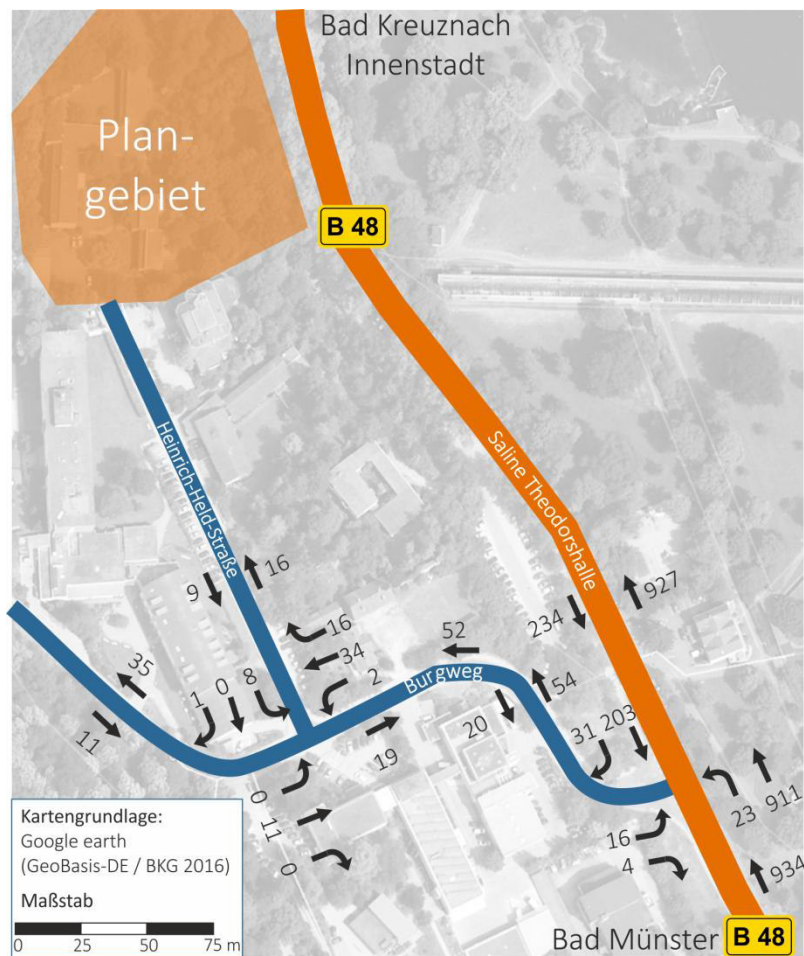 Bad Kreuznach
Innenstadt
Plan-
gebiet
B 48
Heinrich-Held-Straße
Saline Theodorshalle
9
16
927
234
16
34
52
2
35
1
0
8
Burgweg
54
11
20
31
203
19
0
11
0
23
911
16
4
934
Kartengrundlage:
Google earth
(GeoBasis-DE / BKG 2016)
Maßstab
0 25 50 75 m
Bad Münster B 48